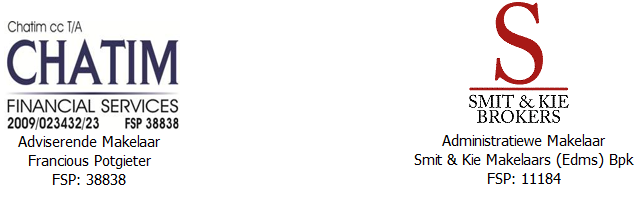 Chatim cc T/A
CHATIM
FINANCIAL SERVICES
2009/023432/23 FSP 38838
Adviserende Makelaar
Francious Potgieter
FSP: 38838
S
SMIT & KIE
BROKERS
Administratiewe Makelaar
Smit & Kie Makelaars (Edms) Bpk
FSP: 11184